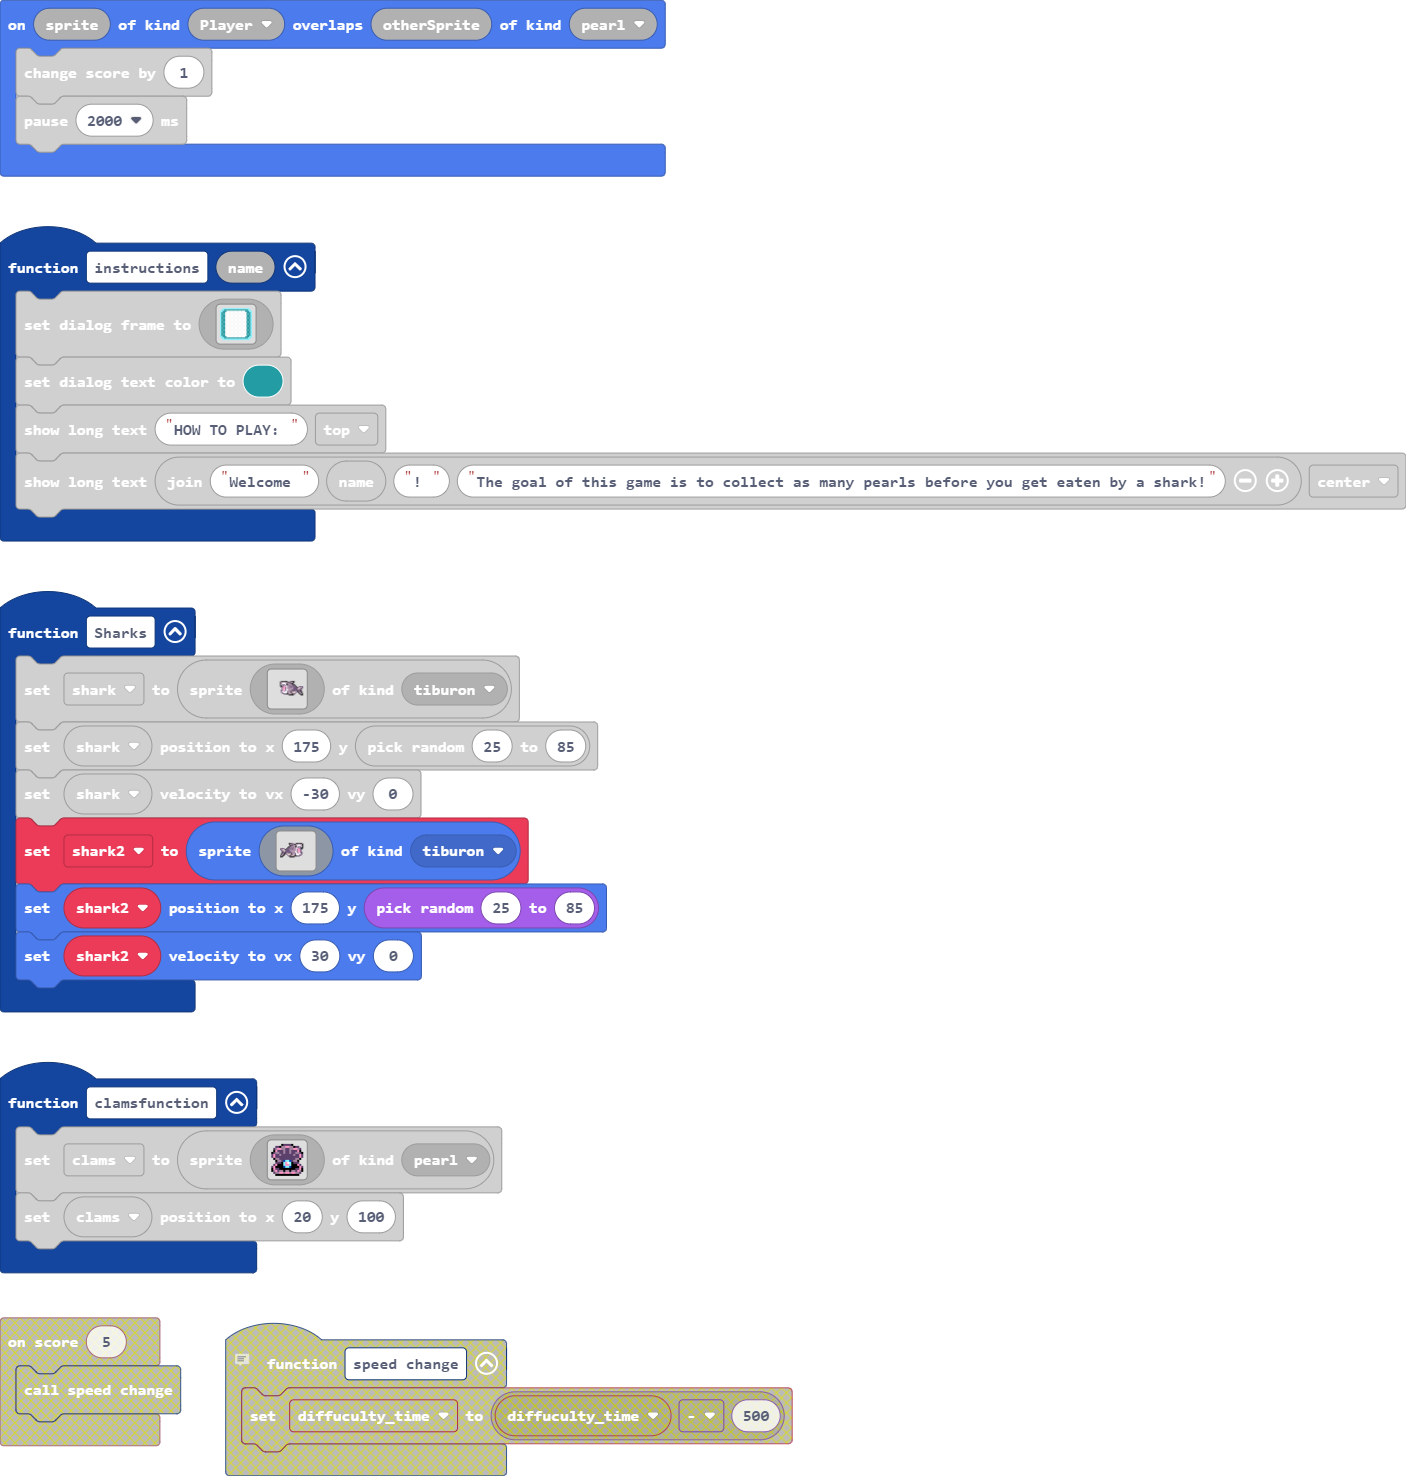 on sprite of kind Player overlaps otherSprite of kind pearl
change score by 1
pause 2000 ms
function instructions name
set dialog frame to
set dialog text color to
show long text "HOW TO PLAY: " top
show long text join "Welcome " name "! " "The goal of this game is to collect as many pearls before you get eaten by a shark!" center
function Sharks
set shark to sprite of kind tiburon
set shark position to x 175 y pick random 25 to 85
set shark velocity to vx -30 vy 0
set shark2 to sprite of kind tiburon
set shark2 position to x 175 y pick random 25 to 85
set shark2 velocity to vx 30 vy 0
function clamsfunction
set clams to sprite of kind pearl
set clams position to x 20 y 100
on score 5
call speed change
function speed change
set diffuculty_time to diffuculty_time - 500